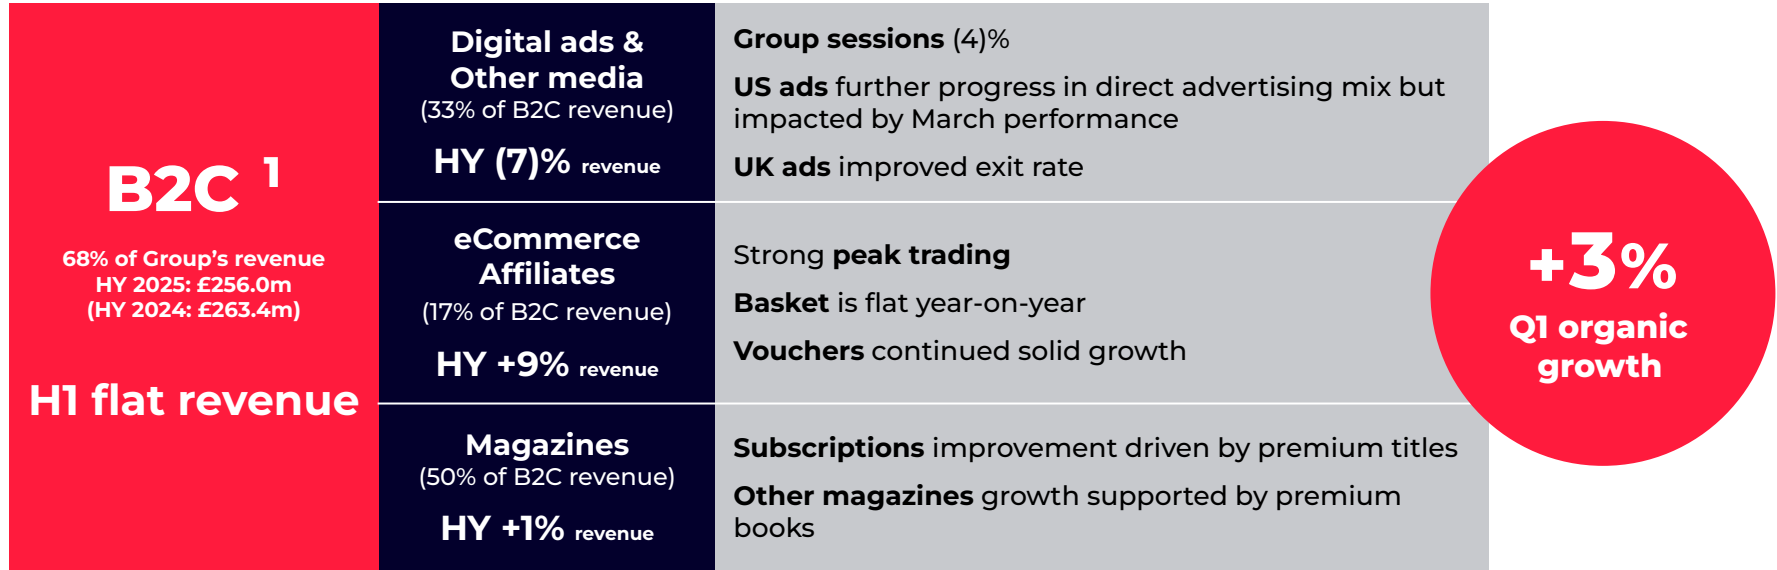 B2C 1
68% of Group's revenue
HY 2025: £256.0m
(HY 2024: £263.4m)
H1 flat revenue
Digital ads &
Other media
(33% of B2C revenue)
HY (7)% revenue
Group sessions (4)%
US ads further progress in direct advertising mix but
impacted by March performance
UK ads improved exit rate
eCommerce
Affiliates
(17% of B2C revenue)
HY +9% revenue
Strong peak trading
Basket is flat year-on-year
Vouchers continued solid growth
Magazines
(50% of B2C revenue)
HY +1% revenue
Subscriptions improvement driven by premium titles
Other magazines growth supported by premium
books
+3%
Q1 organic
growth